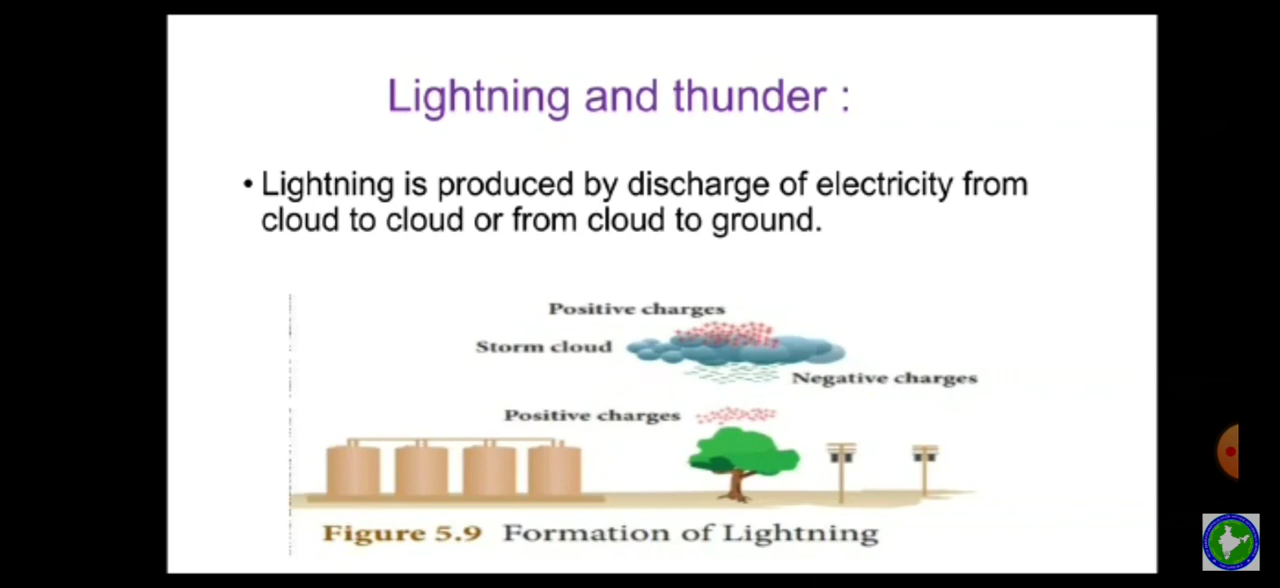 Lightning and thunder :
• Lightning is produced by discharge of electricity from
cloud to cloud or from cloud to ground.
Positive charges
Storm cloud
Negative charges
Positive charges
Figure 5.9 Formation of Lightning